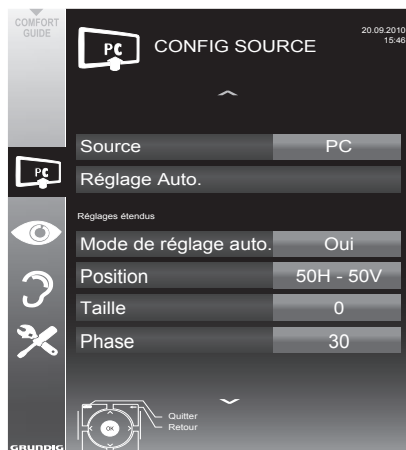 COMFORT
GUIDE
PC
CONFIG SOURCE
20.09.2010
15:46
Source
PC
Réglage Auto.
PC
Réglages étendus
Mode de réglage auto.
Oui
Position
50H - 50V
Taille
0
Phase
30
Quitter
Retour
OK
GRUNDIG